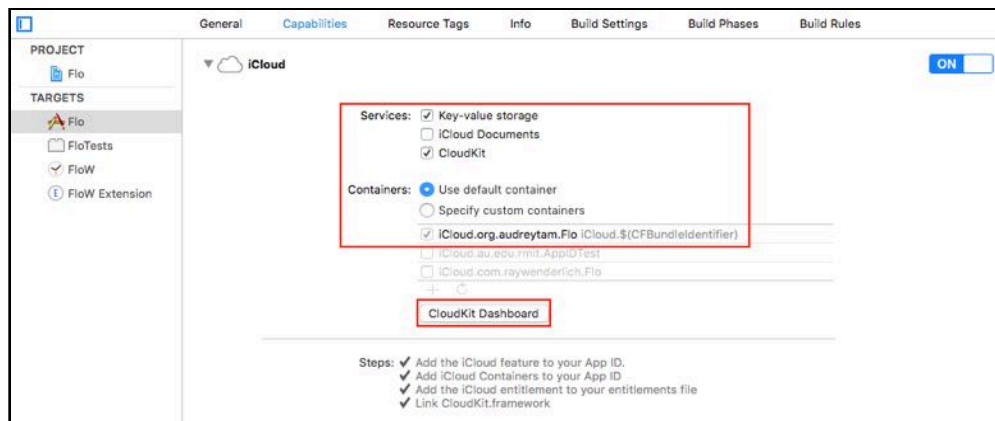 General Capabilities Resource Tags Info Build Settings Build Phases Build Rules
PROJECT
Flo
TARGETS
Flo
FloTests
FloW
FloW Extension
iCloud
ON
Services: Key-value storage
iCloud Documents
CloudKit
Containers: Use default container
Specify custom containers
iCloud.org.audreytam.Flo iCloud.$(CFBundleIdentifier)
iCloud.au.edu.rmit.AppIDTest
iCloud.com.raywenderlich.Flo
CloudKit Dashboard
Steps: ✓ Add the iCloud feature to your App ID.
✓ Add iCloud Containers to your App ID
✓ Add the iCloud entitlement to your entitlements file
✓ Link CloudKit.framework